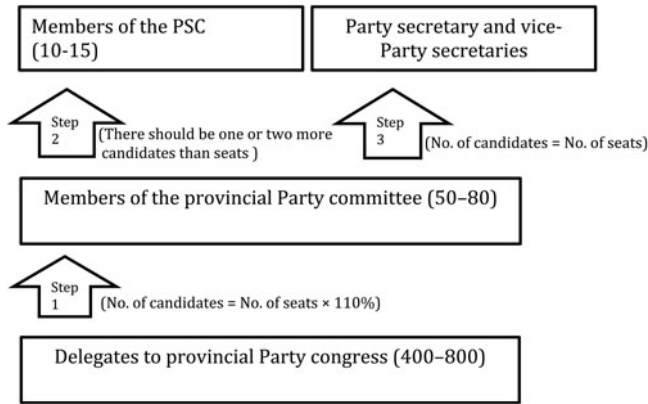 Members of the PSC
(10-15)
Party secretary and vice-
Party secretaries
Step
2
(There should be one or two more
candidates than seats )
Step
3
(No. of candidates = No. of seats)
Members of the provincial Party committee (50–80)
Step
1
(No. of candidates = No. of seats × 110%)
Delegates to provincial Party congress (400–800)